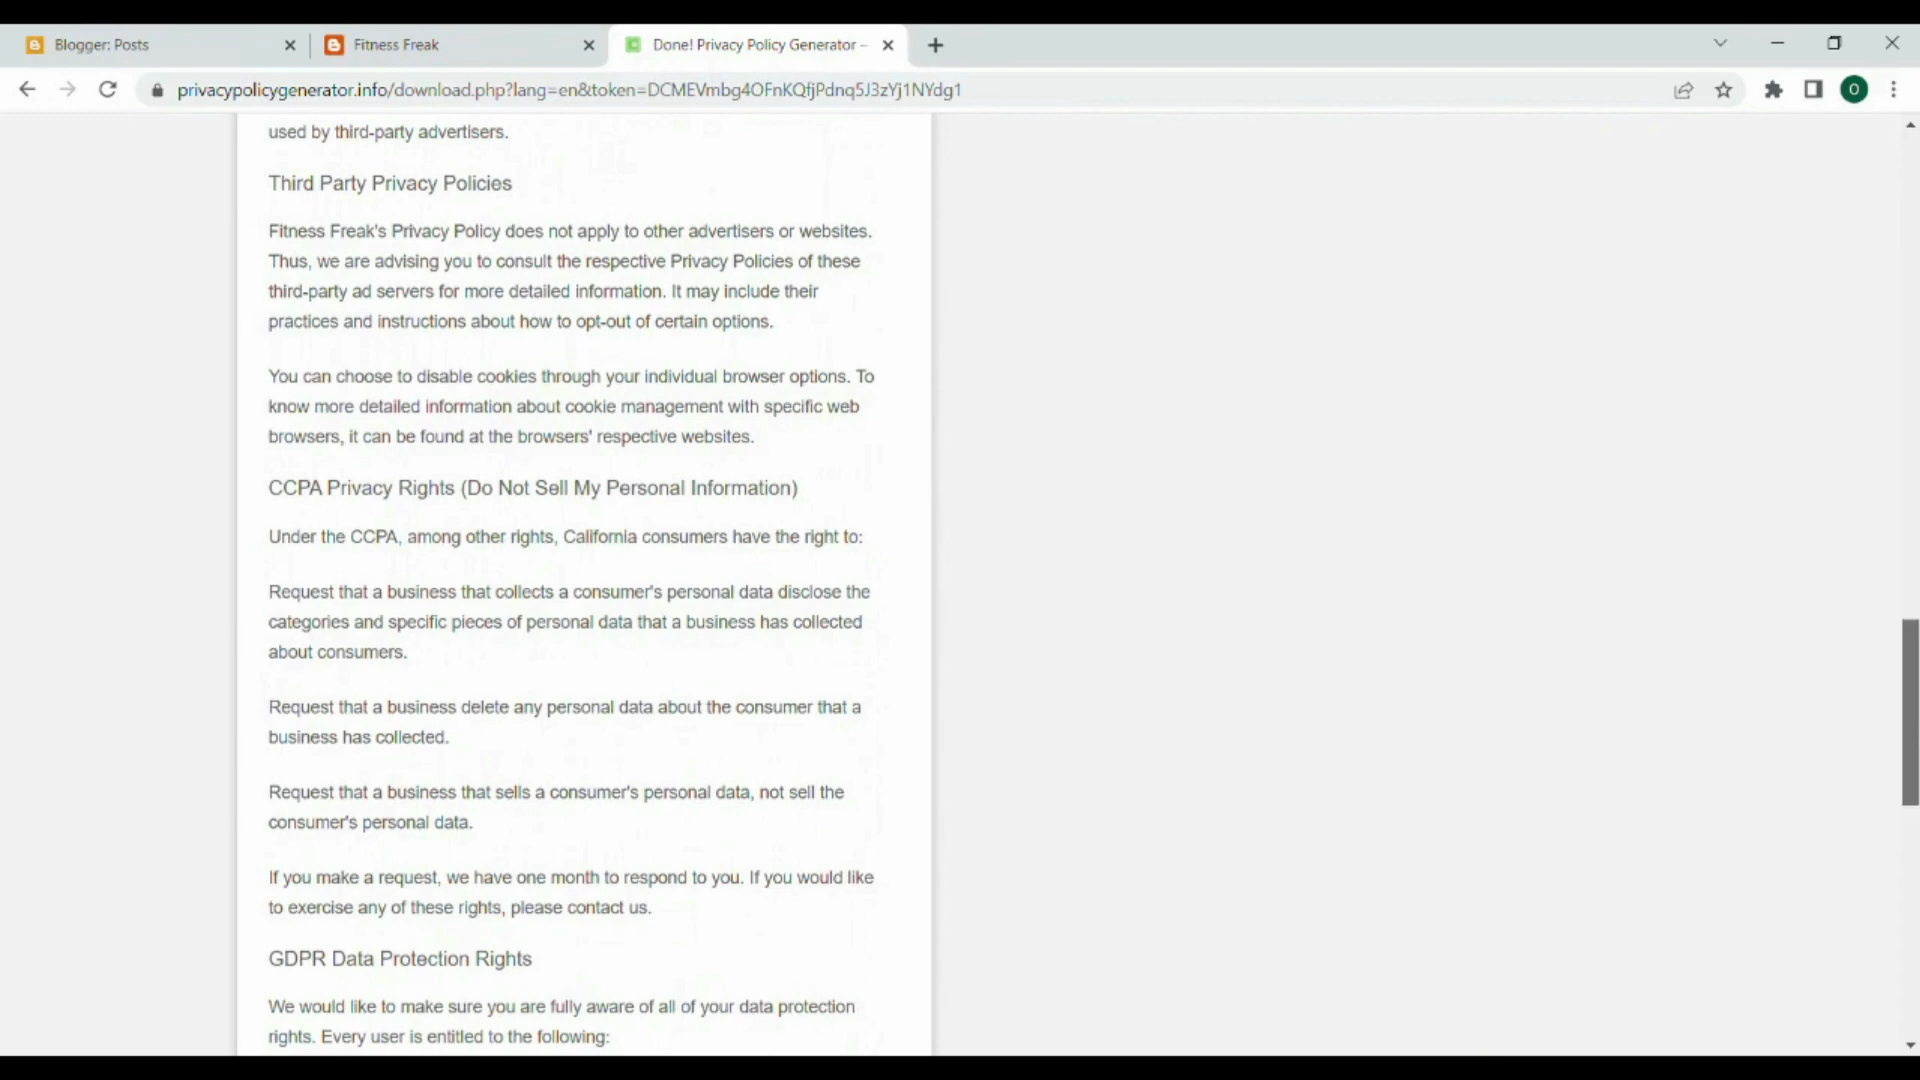 Blogger: Posts
Fitness Freak
Done! Privacy Policy Generator –
privacypolicygenerator.info/download.php?lang=en&token=DCMEVmbg4OFnKQfjPdnq5J3zYj1NYdg1
O
used by third-party advertisers.
Third Party Privacy Policies
Fitness Freak's Privacy Policy does not apply to other advertisers or websites.
Thus, we are advising you to consult the respective Privacy Policies of these
third-party ad servers for more detailed information. It may include their
practices and instructions about how to opt-out of certain options.
You can choose to disable cookies through your individual browser options. To
know more detailed information about cookie management with specific web
browsers, it can be found at the browsers' respective websites.
CCPA Privacy Rights (Do Not Sell My Personal Information)
Under the CCPA, among other rights, California consumers have the right to:
Request that a business that collects a consumer's personal data disclose the
categories and specific pieces of personal data that a business has collected
about consumers.
Request that a business delete any personal data about the consumer that a
business has collected.
Request that a business that sells a consumer's personal data, not sell the
consumer's personal data.
If you make a request, we have one month to respond to you. If you would like
to exercise any of these rights, please contact us.
GDPR Data Protection Rights
We would like to make sure you are fully aware of all of your data protection
rights. Every user is entitled to the following: